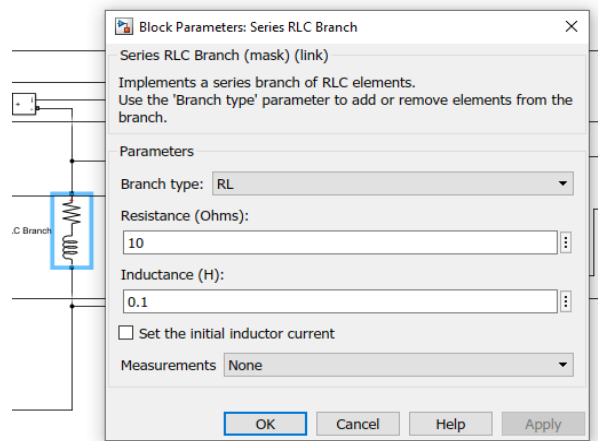 Block Parameters: Series RLC Branch
Series RLC Branch (mask) (link)
Implements a series branch of RLC elements.
Use the 'Branch type' parameter to add or remove elements from the
branch.
Parameters
Branch type: RL
Resistance (Ohms):
10
.C Branch
Inductance (H):
0.1
Set the initial inductor current
Measurements None
OK Cancel Help Apply